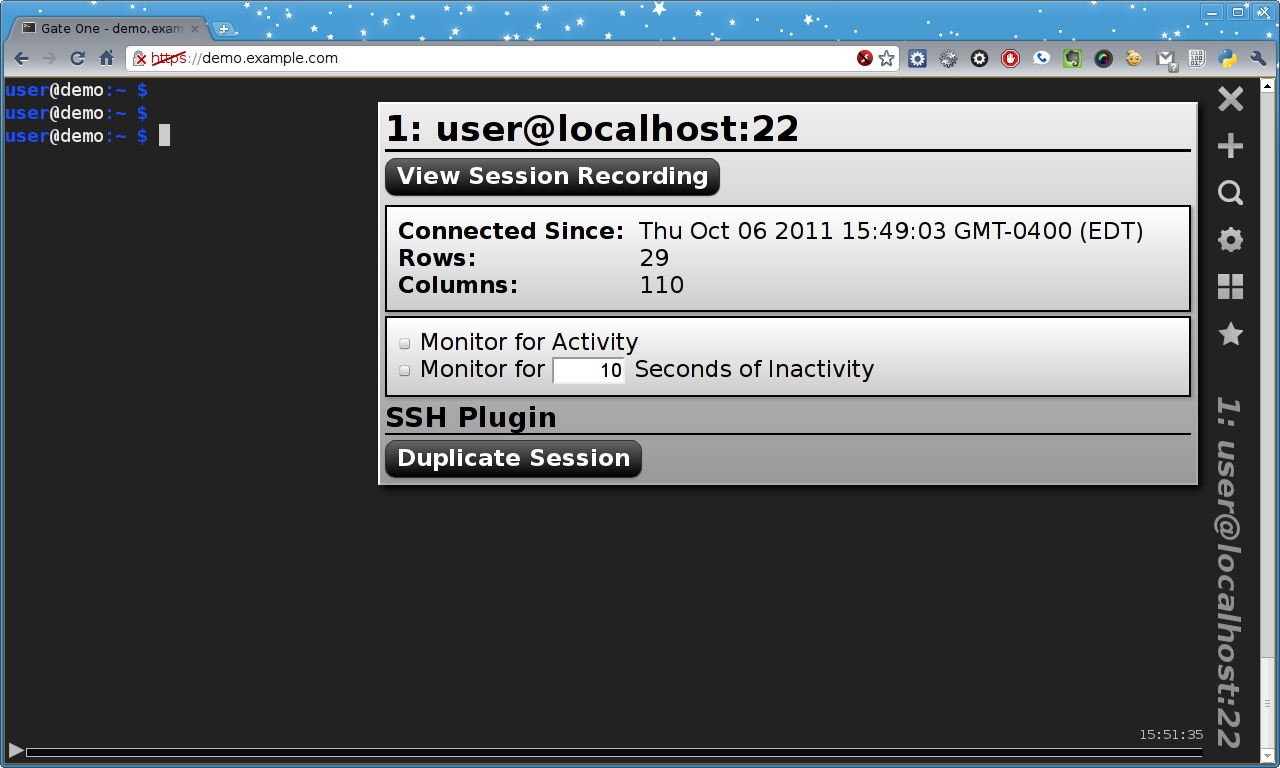 Gate One - demo.exam
https://demo.example.com
user@demo:~ $
user@demo:~ $
user@demo:~ $
1: user@localhost:22
View Session Recording
Connected Since: Thu Oct 06 2011 15:49:03 GMT-0400 (EDT)
Rows: 29
Columns: 110
Monitor for Activity
Monitor for 10 Seconds of Inactivity
SSH Plugin
Duplicate Session
1: user@localhost:22
15:51:35